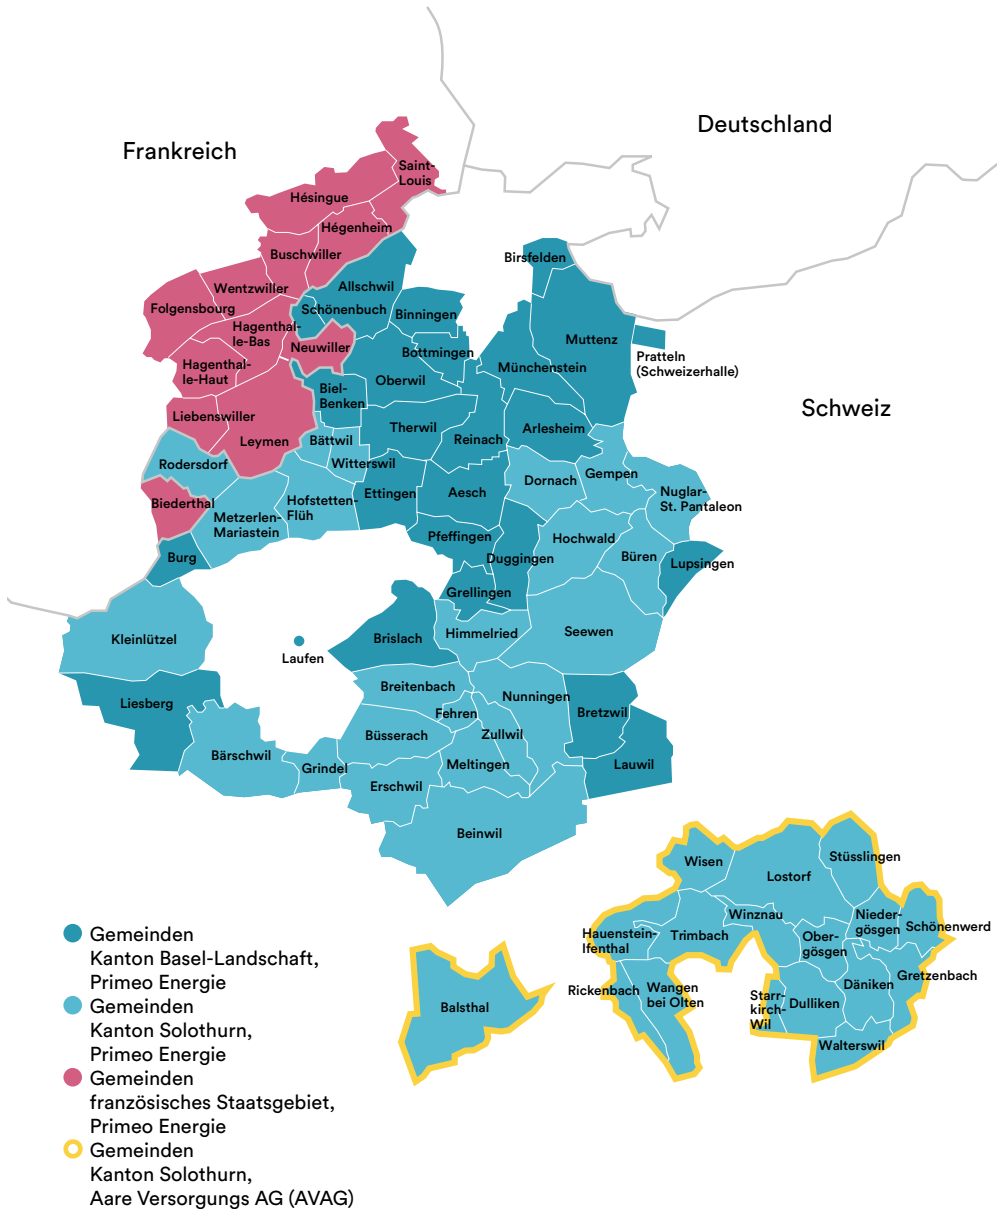 Deutschland
Frankreich
Saint-
Louis
Hésingue
Hégenheim
Buschwiller
Birsfelden
Wentzwiller
Allschwil
Folgensbourg
Schönenbuch
Binningen
Hagenthal-
le-Bas
Muttenz
Neuwiller
Bottmingen
Pratteln
(Schweizerhalle)
Hagenthal-
le-Haut
Münchenstein
Oberwil
Biel-
Benken
Schweiz
Liebenswiller
Therwil
Arlesheim
Leymen
Bättwil
Reinach
Rodersdorf
Witterswil
Gempen
Dornach
Ettingen
Aesch
Nuglar-
St. Pantaleon
Biederthal
Hofstetten-
Flüh
Metzerlen-
Mariastein
Pfeffingen
Hochwald
Burg
Duggingen
Büren
Lupsingen
Grellingen
Kleinlützel
Brislach
Himmelried
Seewen
Laufen
Breitenbach
Nunningen
Liesberg
Fehren
Bretzwil
Büsserach
Zullwil
Bärschwil
Grindel
Meltingen
Lauwil
Erschwil
Beinwil
Wisen
Stüsslingen
Lostorf
Winznau
Nieder-
gösgen
Schönenwerd
Hauenstein-
Ifenthal
Trimbach
Ober-
gösgen
Gretzenbach
Rickenbach
Wangen
bei Olten
Däniken
Starr-
kirch-
Wil
Dulliken
Balsthal
Walterswil
Gemeinden
Kanton Basel-Landschaft,
Primeo Energie
Gemeinden
Kanton Solothurn,
Primeo Energie
Gemeinden
französisches Staatsgebiet,
Primeo Energie
Gemeinden
Kanton Solothurn,
Aare Versorgungs AG (AVAG)